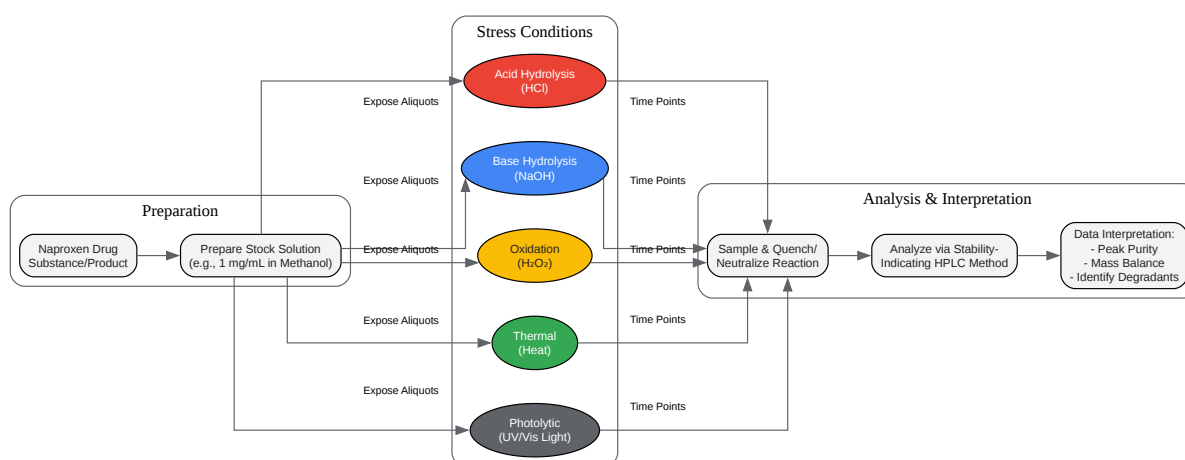 Stress Conditions
Acid Hydrolysis
(HCl)
Expose Aliquots
Time Points
Base Hydrolysis
(NaOH)
Expose Aliquots
Time Points
Preparation
Analysis & Interpretation
Naproxen Drug
Substance/Product
Prepare Stock Solution
(e.g., 1 mg/mL in Methanol)
Expose Aliquots
Oxidation
(H₂O₂)
Time Points
Sample & Quench/
Neutralize Reaction
Analyze via Stability-
Indicating HPLC Method
Data Interpretation:
- Peak Purity
- Mass Balance
- Identify Degradants
Expose Aliquots
Thermal
(Heat)
Time Points
Expose Aliquots
Photolytic
(UV/Vis Light)
Time Points